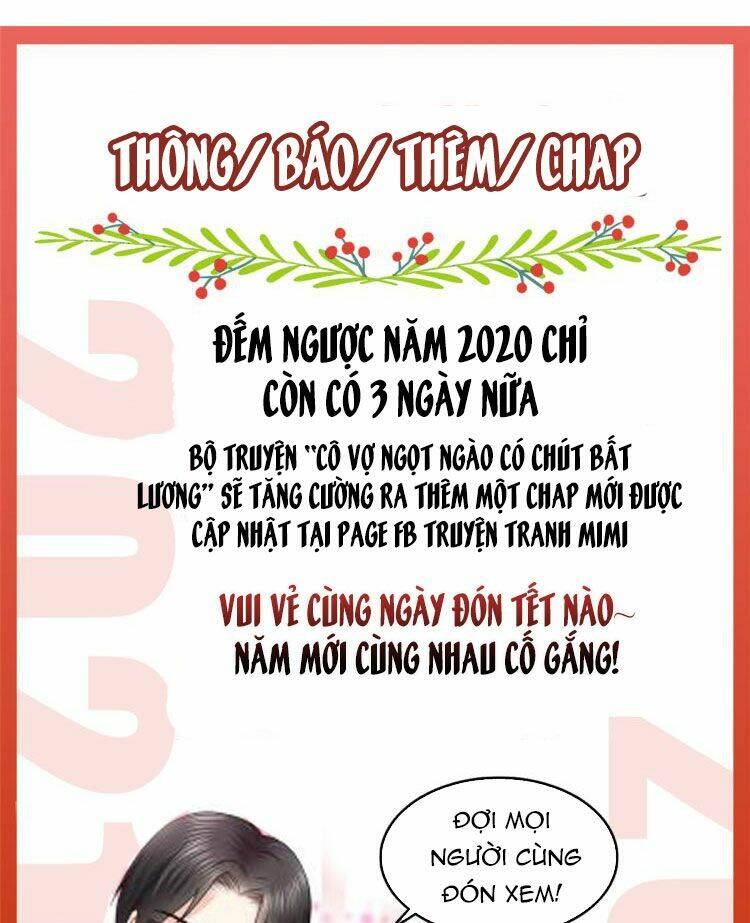 THÔNG/ BÁO/ THÊM/ CHAP
ĐẾM NGƯỢC NĂM 2020 CHỈ
CÒN CÓ 3 NGÀY NỮA
BỘ TRUYỆN "CÔ VỢ NGỌT NGÀO CÓ CHÚT BẤT
LƯƠNG" SẼ TĂNG CƯỜNG RA THÊM MỘT CHAP MỚI ĐƯỢC
CẬP NHẬT TẠI PAGE FB TRUYỆN TRANH MIMI
VUI VẺ CÙNG NGÀY ĐÓN TẾT NÀO~
NĂM MỚI CÙNG NHAU CỐ GẮNG!
2021
20
ĐỢI MỌI
NGƯỜI CÙNG
ĐÓN XEM!